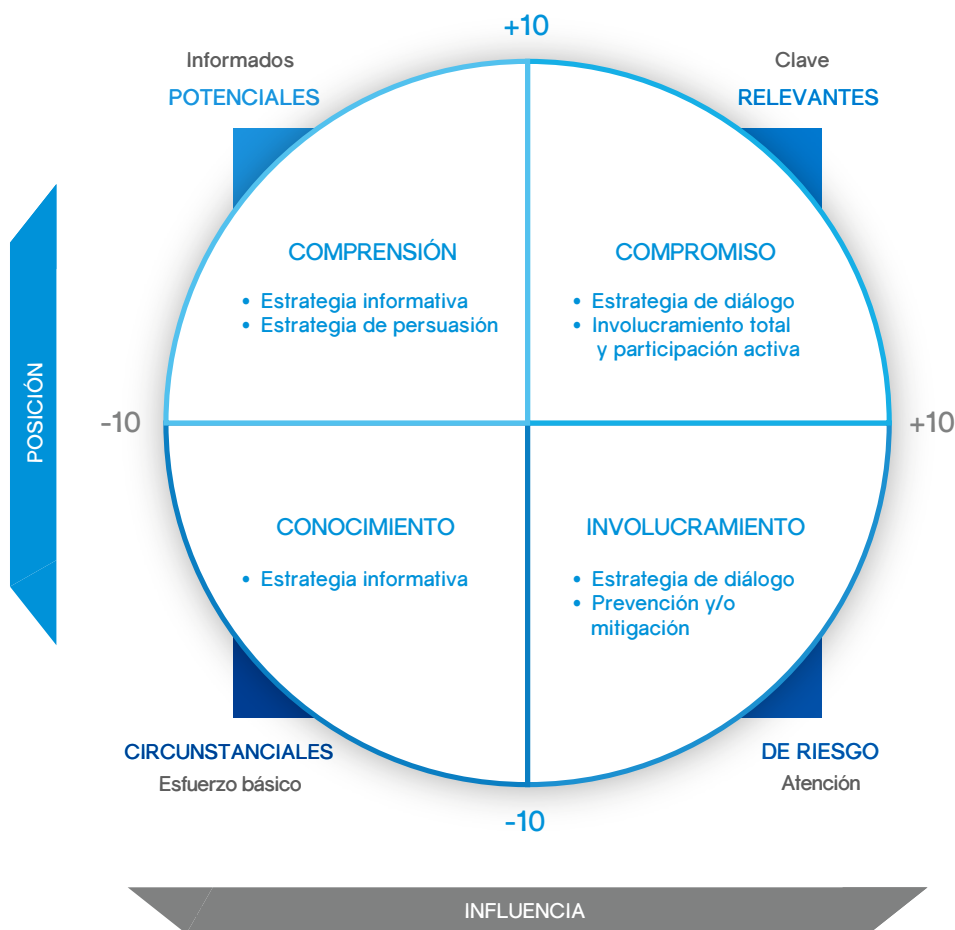 +10
Informados
POTENCIALES
Clave
RELEVANTES
COMPRENSIÓN
• Estrategia informativa
• Estrategia de persuasión
COMPROMISO
• Estrategia de diálogo
• Involucramiento total
y participación activa
POSICIÓN
-10
+10
CONOCIMIENTO
• Estrategia informativa
INVOLUCRAMIENTO
• Estrategia de diálogo
• Prevención y/o
mitigación
CIRCUNSTANCIALES
Esfuerzo básico
DE RIESGO
Atención
-10
INFLUENCIA